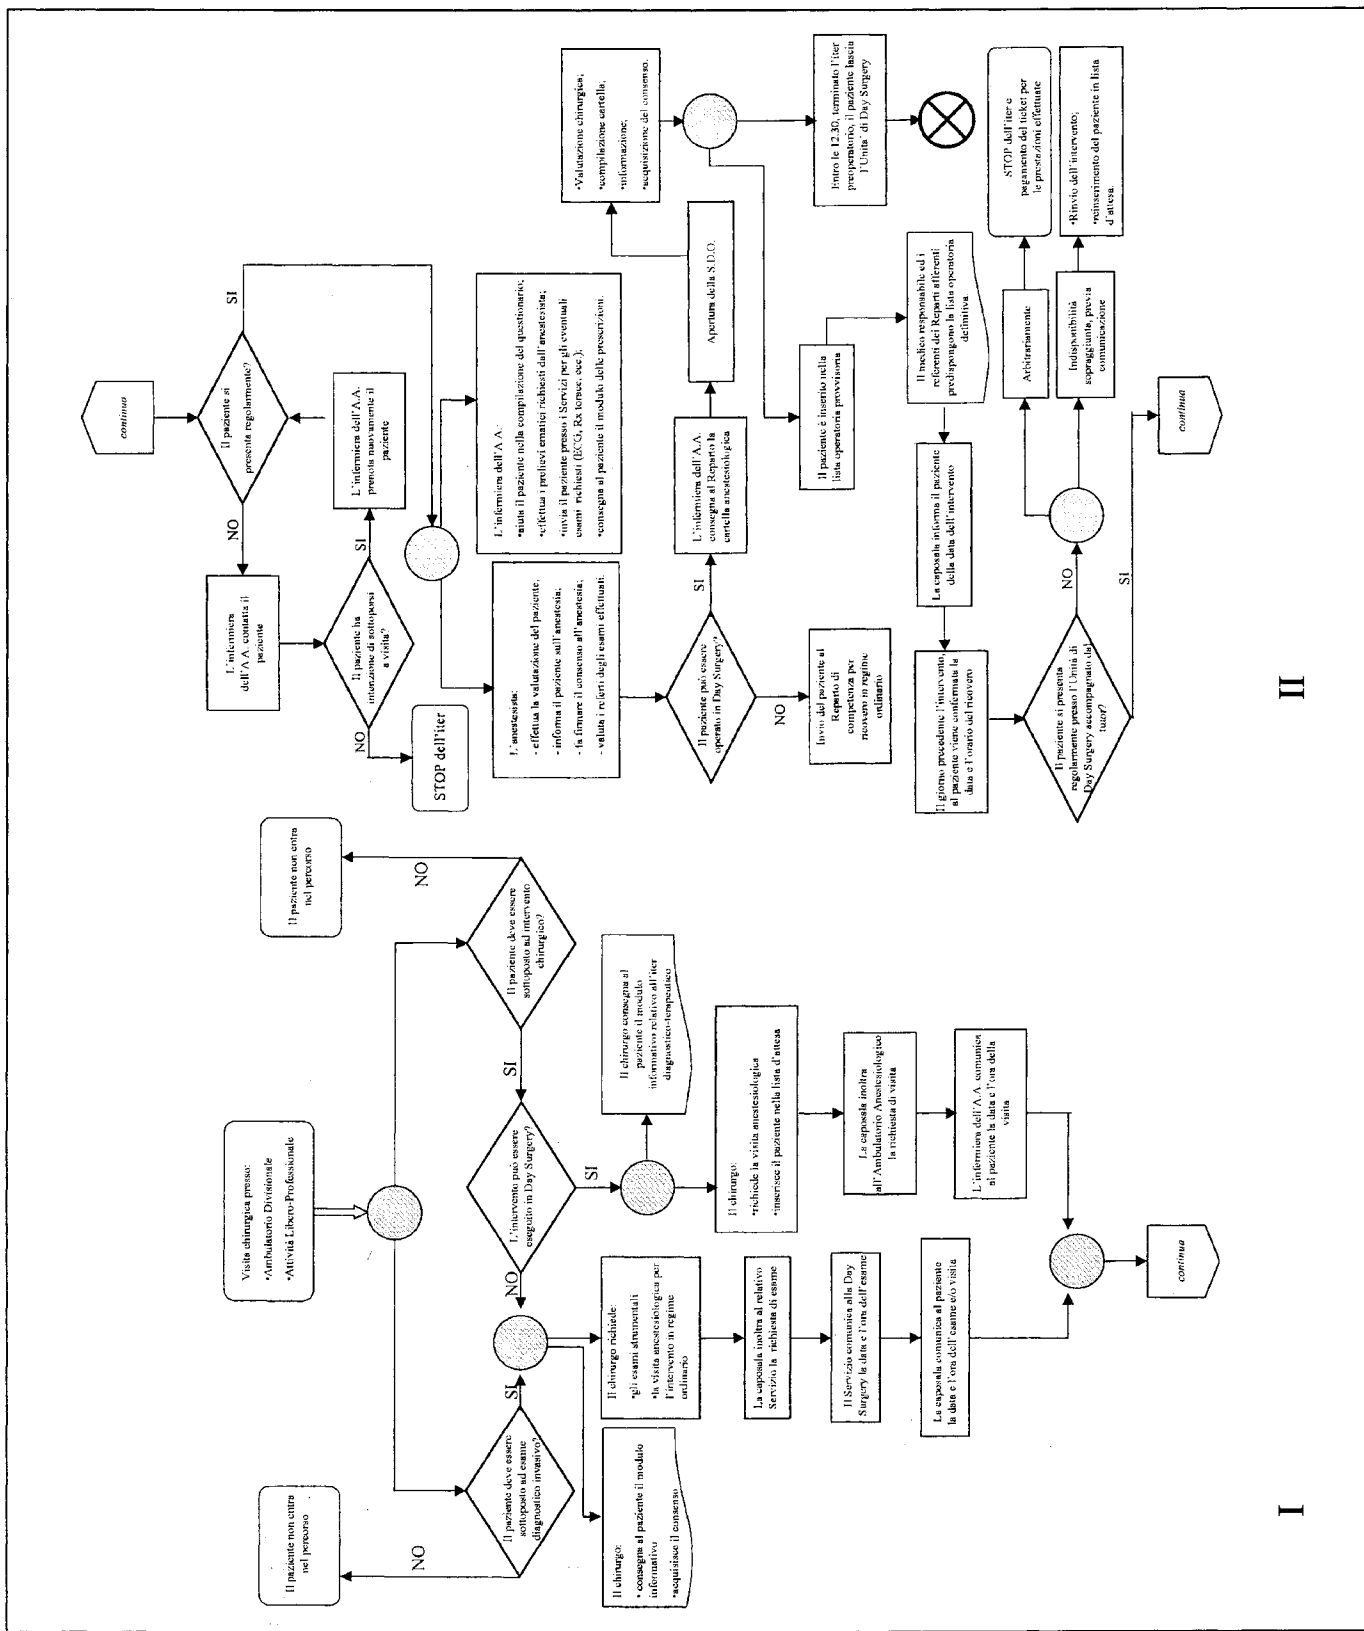 Visita chirurgica presso:
•Ambulatorio Divisionale
•Attività Libero-Professionale
Il paziente non entra
nel percorso
NO
Il paziente deve essere
sottoposto ad esame
diagnostico invasivo?
SI
Il paziente non entra
nel percorso
NO
Il paziente deve essere
sottoposto ad intervento
chirurgico?
SI
L'intervento può essere
eseguito in Day Surgery?
NO
SI
Il chirurgo:
• consegna al paziente il modulo
informativo
•acquisisce il consenso
Il chirurgo richiede:
•gli esami strumentali
•la visita anestesiologica per
l'intervento in regime
ordinario
La caposala inoltra al relativo
Servizio la richiesta di esame
Il Servizio comunica alla Day
Surgery la data e l'ora dell'esame
La caposala comunica al paziente
la data e l'ora dell'esame e/o visita
Il chirurgo consegna al
paziente il modulo
informativo relativo all'iter
diagnostico-terapeutico
Il chirurgo:
•richiede la visita anestesiologica
•inserisce il paziente nella lista d'attesa
La caposala inoltra
all'Ambulatorio Anestesiologico
la richiesta di visita
L'infermiera dell'A.A. comunica
al paziente la data e l'ora della
visita
continua
I
continuo
Il paziente si
presenta regolarmente?
NO
SI
L'infermiera
dell'A.A. contatta il
paziente
Il paziente ha
intenzione di sottoporsi
a visita?
SI
NO
L'infermiera dell'A.A.
prenota nuovamente il
paziente
STOP dell'iter
L'anestesista:
- effettua la valutazione del paziente,
- informa il paziente sull'anestesia;
- fa firmare il consenso all'anestesia;
- valuta i referti degli esami effettuati.
L'infermiera dell'A.A.:
•aiuta il paziente nella compilazione del questionario;
•effettua i prelievi ematici richiesti dall'anestesista;
•invia il paziente presso i Servizi per gli eventuali
esami richiesti (ECG, Rx torace, ecc.);
•consegna al paziente il modulo delle prescrizioni.
Il paziente può essere
operato in Day Surgery?
SI
NO
Invio del paziente al
Reparto di
competenza per
ricovero in regime
ordinario
L'infermiera dell'A.A.
consegna al Reparto la
cartella anestesiologica
Apertura della S.D.O.
•Valutazione chirurgica;
•compilazione cartella;
•informazione;
•acquisizione del consenso.
Entro le 12.30, terminato l'iter
preoperatorio, il paziente lascia
l'Unita' di Day Surgery
Il paziente è inserito nella
lista operatoria provvisoria
Il medico responsabile ed i
referenti dei Reparti afferenti
predispongono la lista operatoria
definitiva.
La caposala informa il paziente
della data dell'intervento
Il giorno precedente l'intervento,
al paziente viene confermata la
data e l'orario del ricovero
Il paziente si presenta
regolarmente presso l'Unità di
Day Surgery accompagnato dal
tutor?
NO
SI
Arbitrariamente
STOP dell'iter e
pagamento del ticket per
le prestazioni effettuate
Indisponibilità
sopraggiunta, previa
comunicazione
•Rinvio dell'intervento;
•reinserimento del paziente in lista
d'attesa.
continua
II